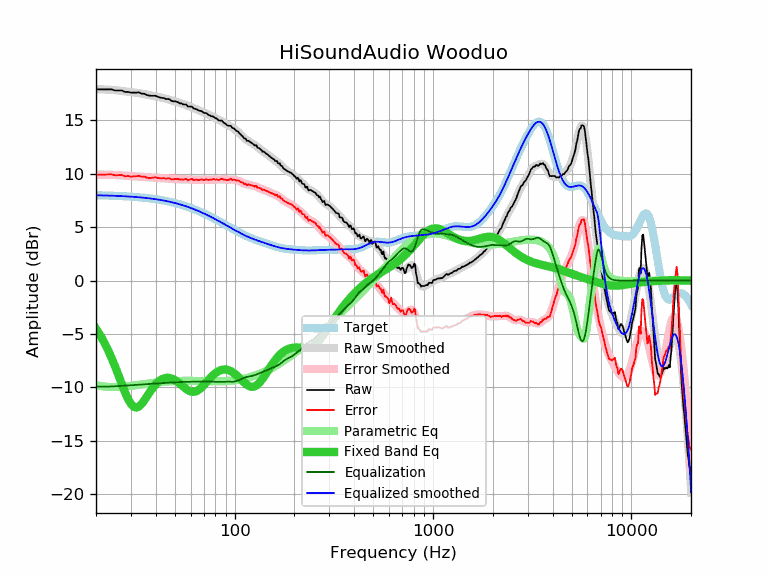 HiSoundAudio Wooduo
15
10
5
0
−5
−10
−15
−20
Amplitude (dBr)
Target
Raw Smoothed
Error Smoothed
Raw
Error
Parametric Eq
Fixed Band Eq
Equalization
Equalized smoothed
100 1000 10000
Frequency (Hz)